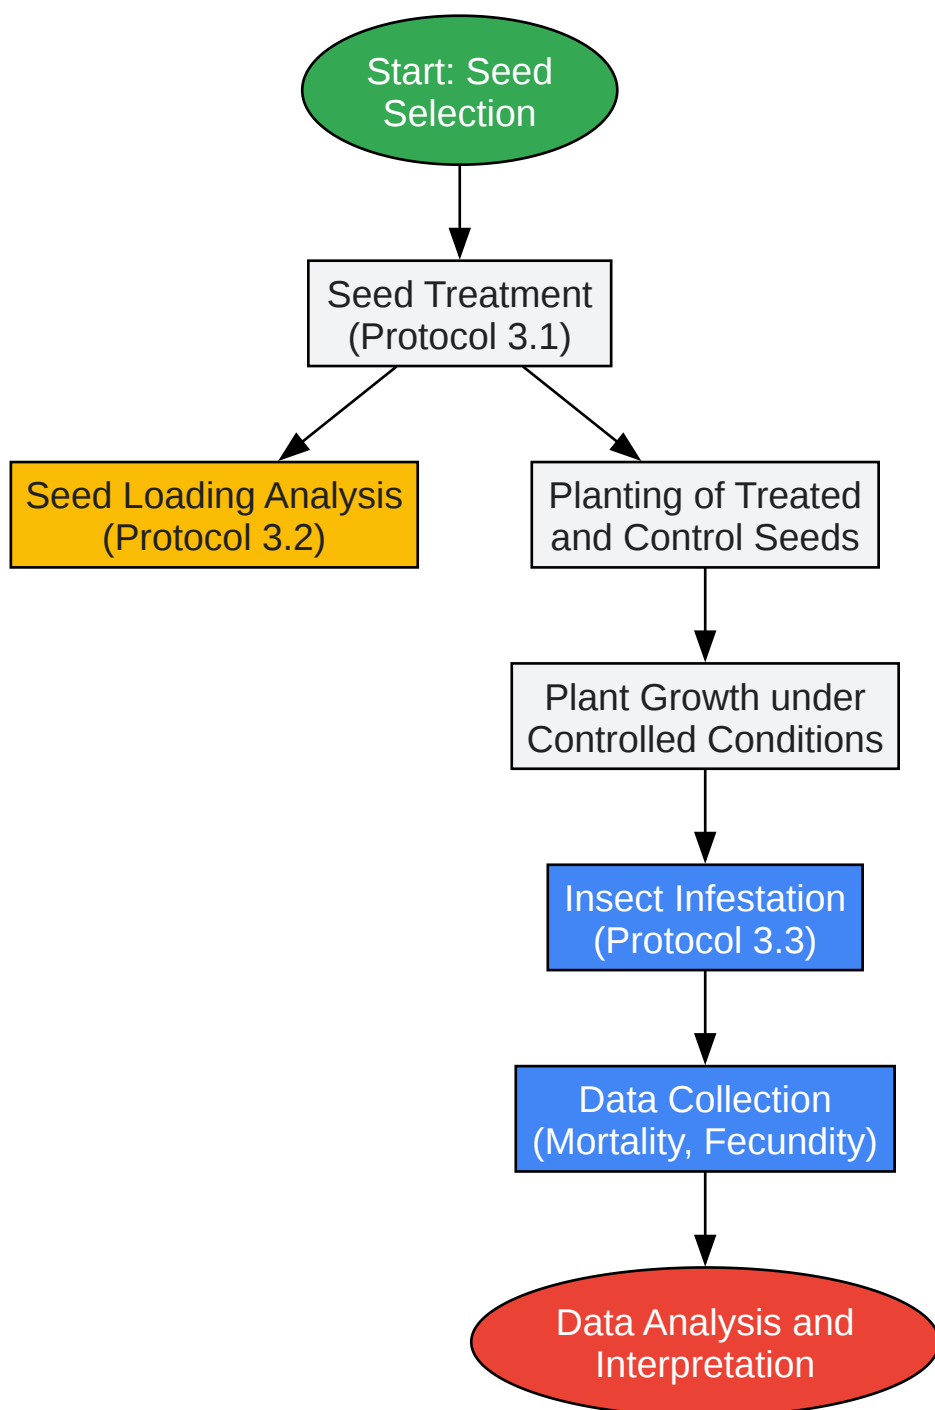 Start: Seed
Selection
Seed Treatment
(Protocol 3.1)
Seed Loading Analysis
(Protocol 3.2)
Planting of Treated
and Control Seeds
Plant Growth under
Controlled Conditions
Insect Infestation
(Protocol 3.3)
Data Collection
(Mortality, Fecundity)
Data Analysis and
Interpretation